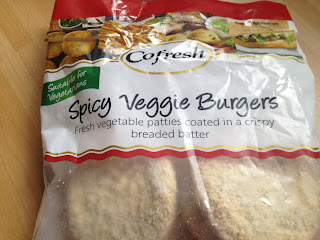 Cofresh
Suitable for
Vegetarians
Spicy Veggie Burgers
Fresh vegetable patties coated in a crispy
breaded batter